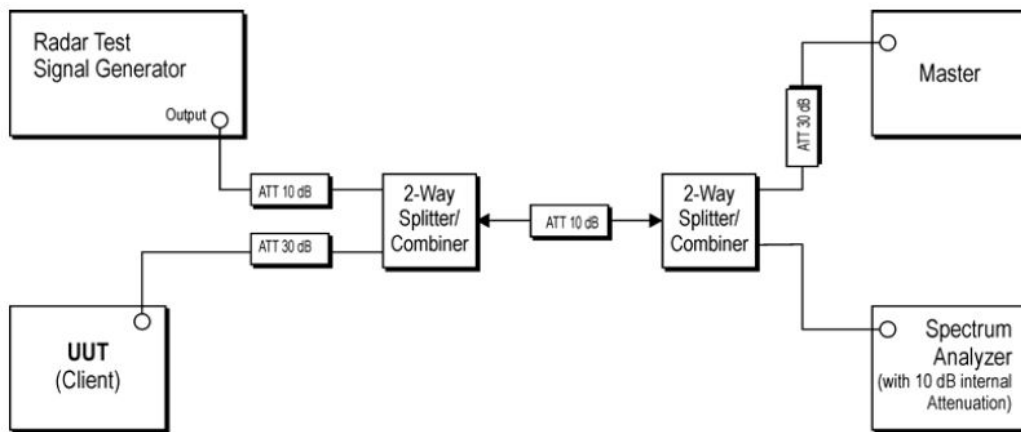 Radar Test
Signal Generator
Output
ATT 10 dB
ATT 30 dB
UUT
(Client)
2-Way
Splitter/
Combiner
ATT 10 dB
2-Way
Splitter/
Combiner
ATT 30 dB
Master
Spectrum
Analyzer
(with 10 dB internal
Attenuation)